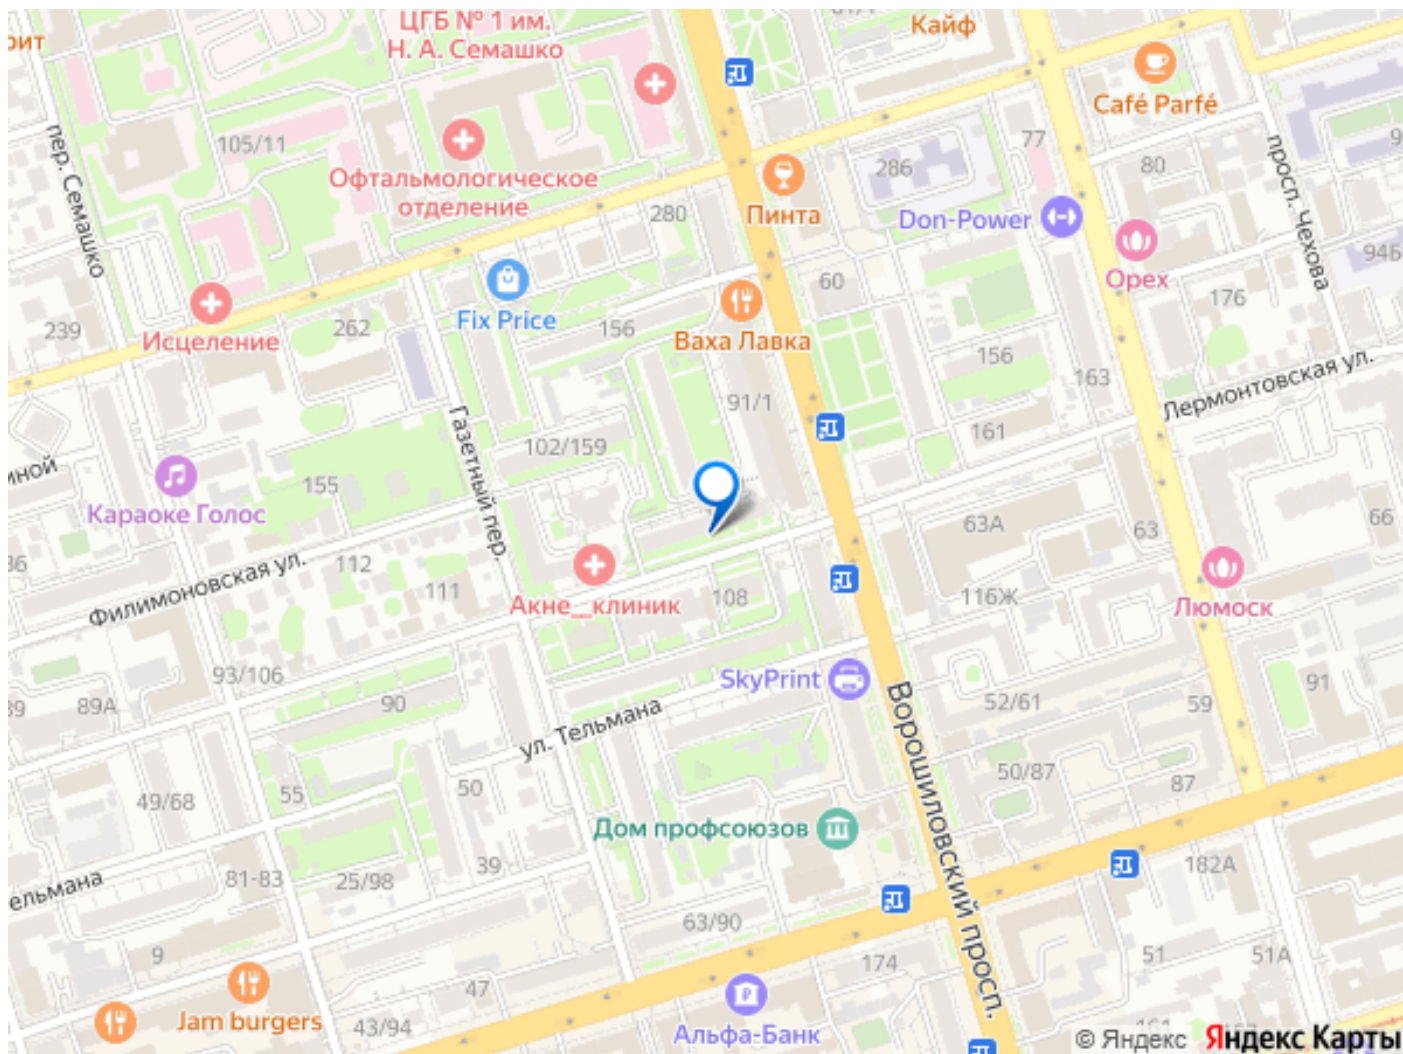 ЦГБ № 1 им.
Н. А. Семашко
Кайф
рит
Café Parfé
пер. Семашко
105/11
Офтальмологическое
отделение
280
Пинта
286
77
80
просп. Чехова
Don-Power
Орех
94Б
239
Исцеление
262
Fix Price
156
Ваха Лавка
60
176
156
163
Лермонтовская ул.
91/1
161
Газетный пер.
102/159
иной
155
Караоке Голос
63А
63
66
36
Филимоновская ул.
112
111
Акне_клиник
108
116Ж
Люмоск
93/106
SkyPrint
89А
90
ул. Тельмана
Ворошиловский просп.
52/61
59
91
49/68
55
50
50/87
87
Дом профсоюзов
39
182А
ельмана
81-83
25/98
63/90
9
174
51
51А
47
Jam burgers
43/94
Альфа-Банк
© Яндекс Яндекс Карты